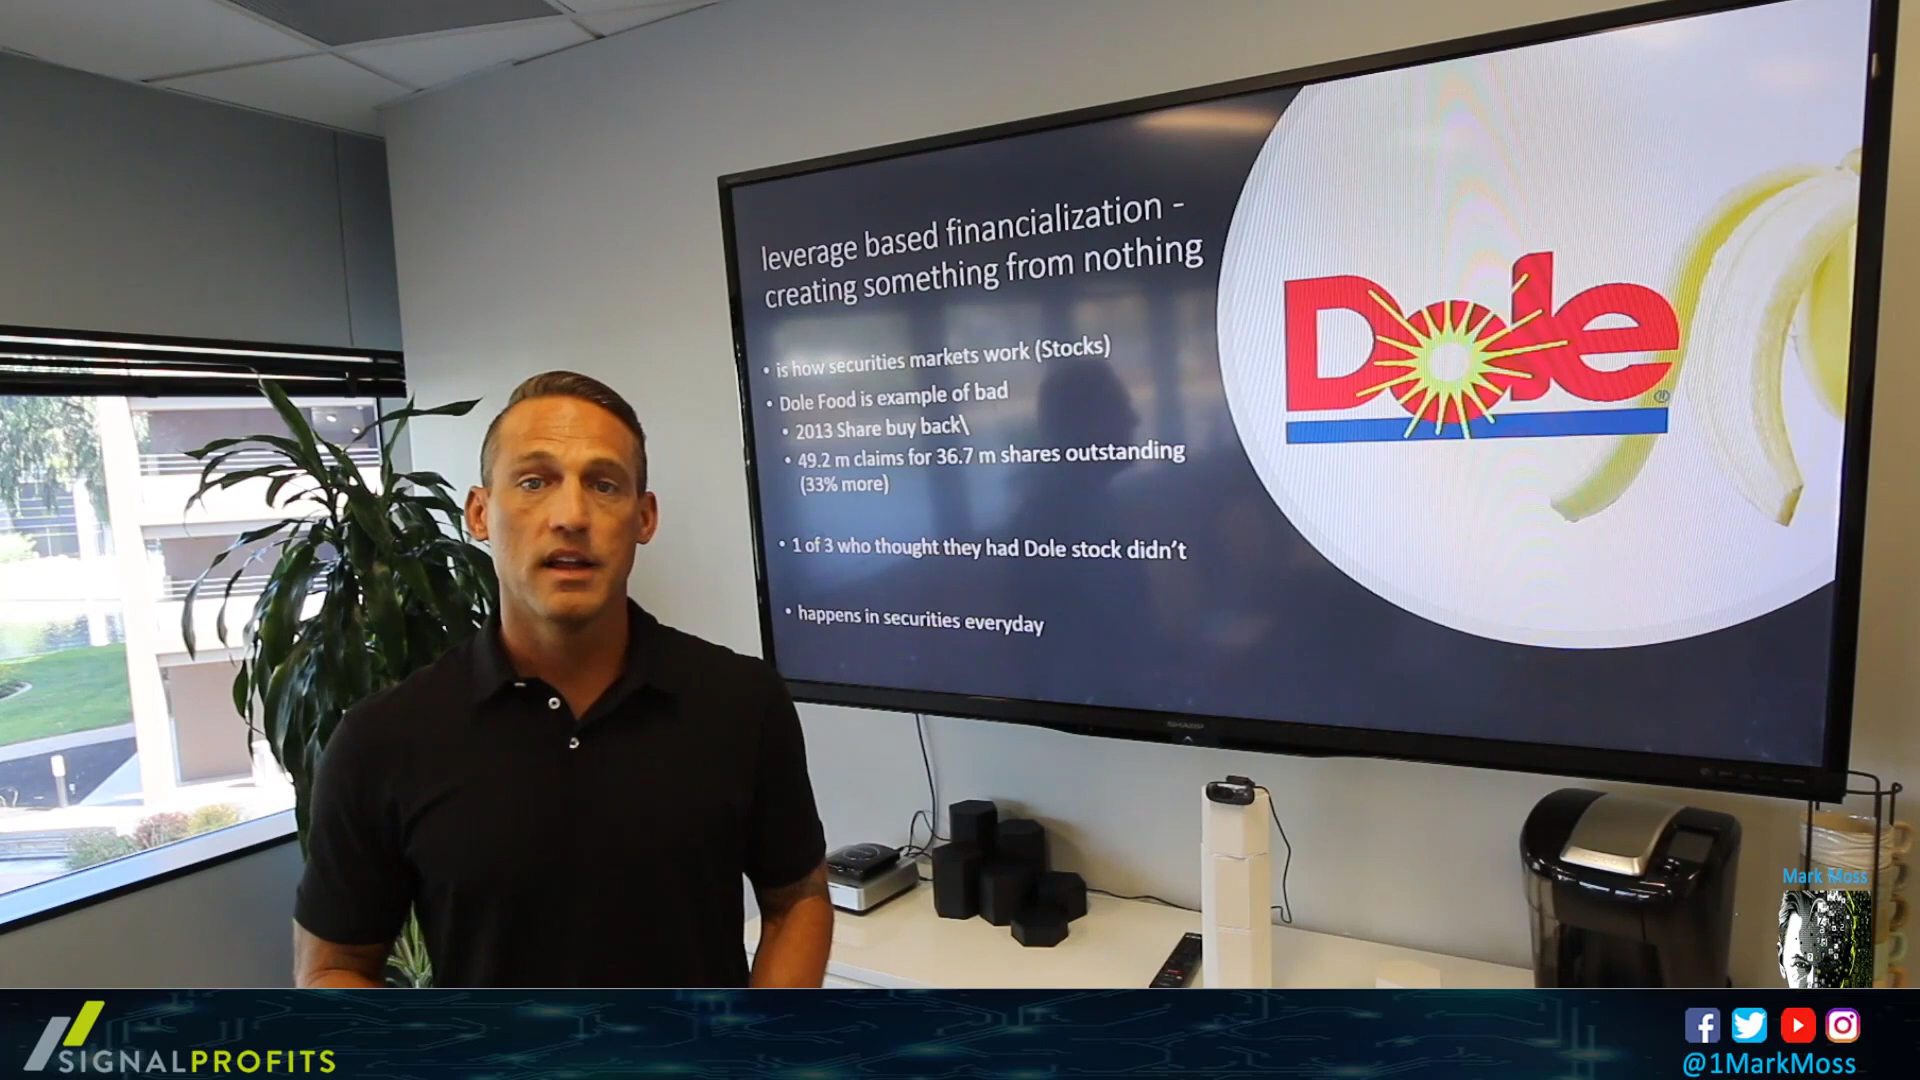 leverage based financialization -
creating something from nothing
• is how securities markets work (Stocks)
• Dole Food is example of bad
• 2013 Share buy back\
• 49.2 m claims for 36.7 m shares outstanding
(33% more)
• 1 of 3 who thought they had Dole stock didn't
• happens in securities everyday
Dole
®
SHARP
Mark Moss
SIGNALPROFITS
@1MarkMoss